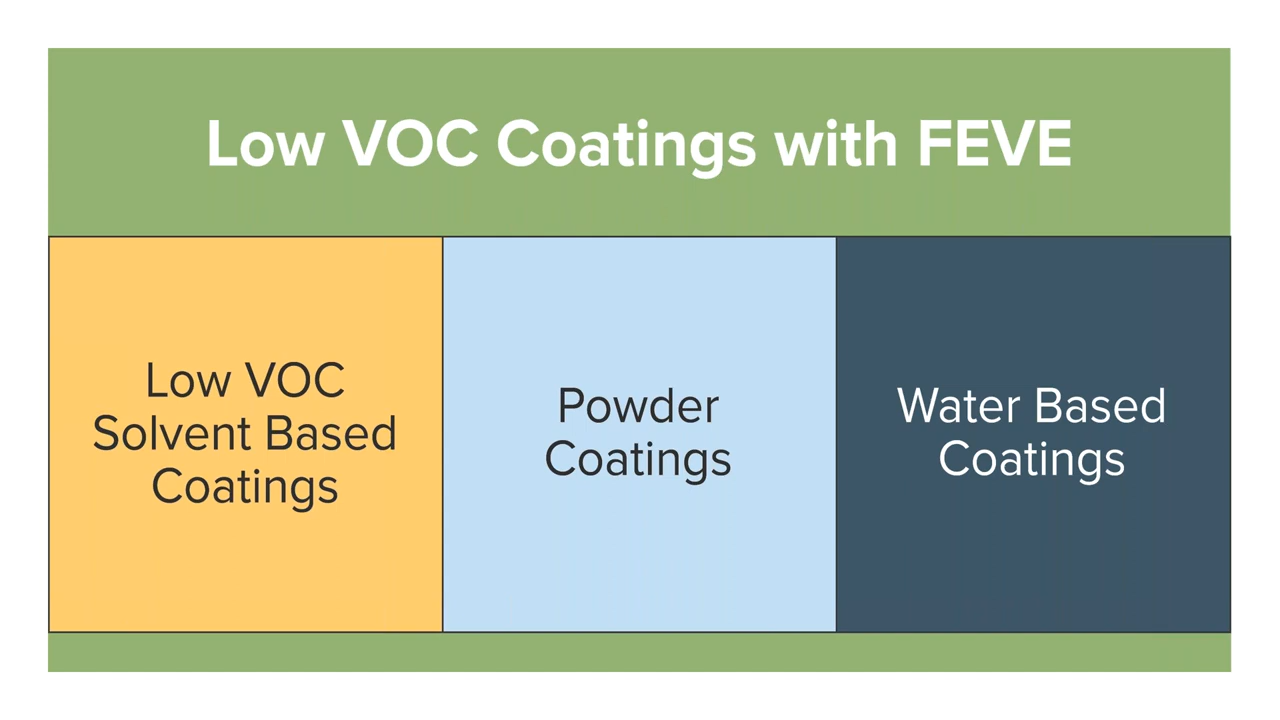 Low VOC Coatings with FEVE
Low VOC
Solvent Based
Coatings
Powder
Coatings
Water Based
Coatings